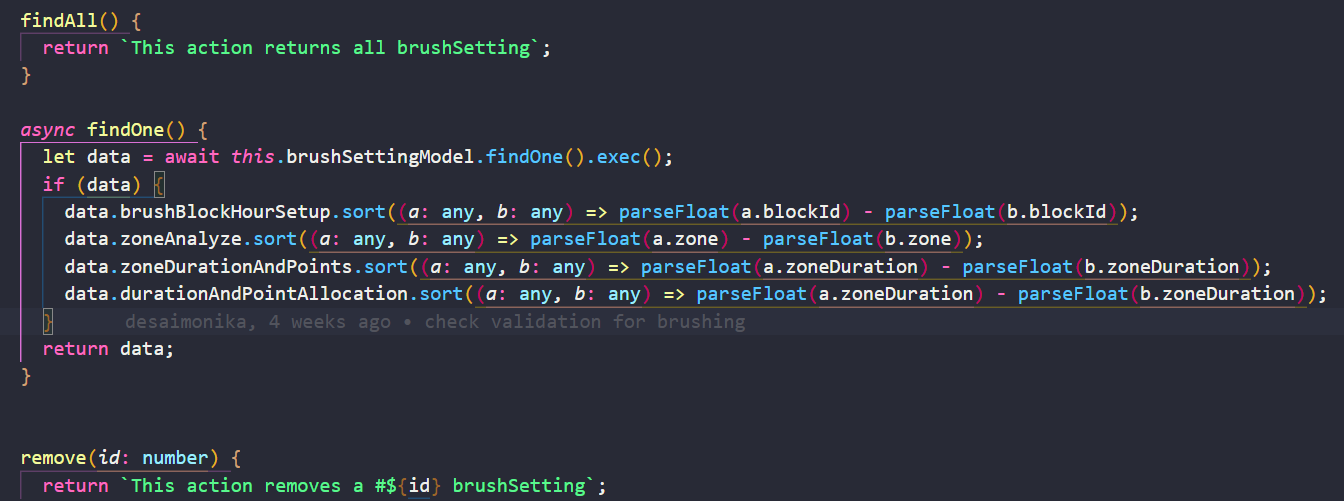 findAll() {
return `This action returns all brushSetting`;
}
async findOne() {
let data = await this.brushSettingModel.findOne().exec();
if (data) {
data.brushBlockHourSetup.sort((a: any, b: any) => parseFloat(a.blockId) - parseFloat(b.blockId));
data.zoneAnalyze.sort((a: any, b: any) => parseFloat(a.zone) - parseFloat(b.zone));
data.zoneDurationAndPoints.sort((a: any, b: any) => parseFloat(a.zoneDuration) - parseFloat(b.zoneDuration));
data.durationAndPointAllocation.sort((a: any, b: any) => parseFloat(a.zoneDuration) - parseFloat(b.zoneDuration));
} desaimonika, 4 weeks ago • check validation for brushing
return data;
}
remove(id: number) {
return `This action removes a #${id} brushSetting`;